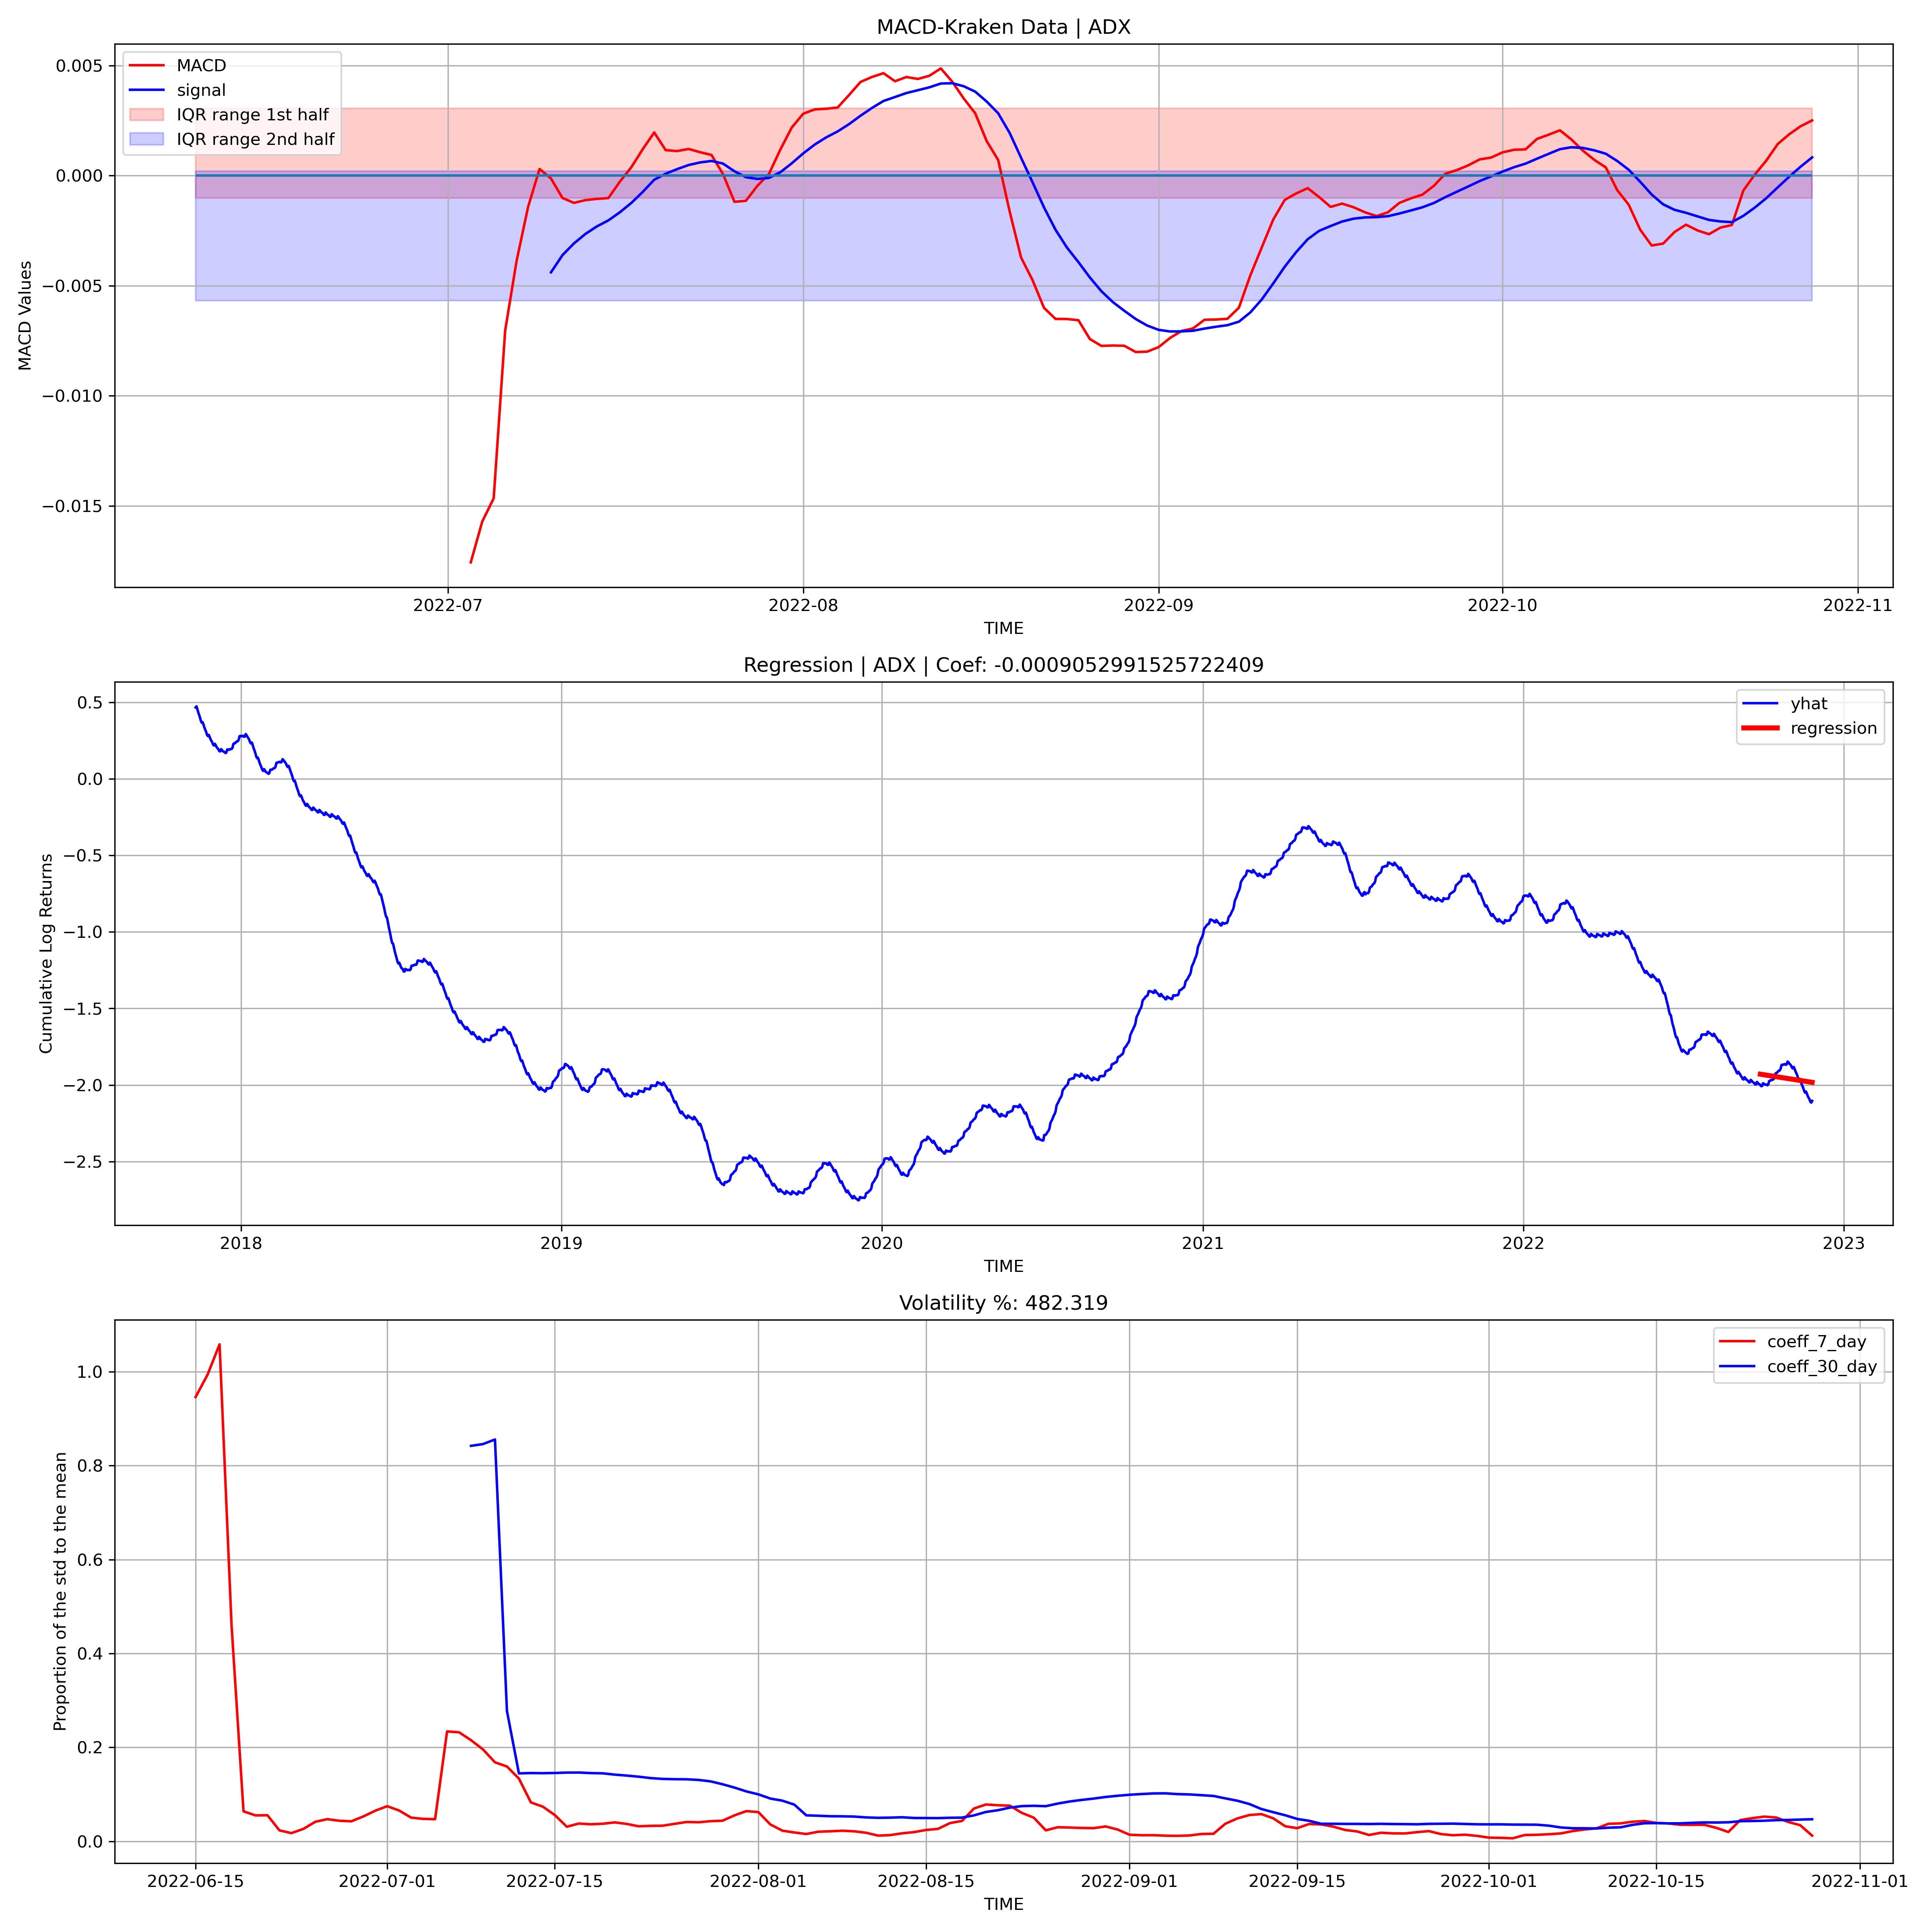 MACD-Kraken Data | ADX
MACD
signal
IQR range 1st half
IQR range 2nd half
MACD Values
0.005
0.000
−0.005
−0.010
−0.015
2022-07 2022-08 2022-09 2022-10 2022-11
TIME
Regression | ADX | Coef: -0.0009052991525722409
yhat
regression
Cumulative Log Returns
0.5
0.0
−0.5
−1.0
−1.5
−2.0
−2.5
2018 2019 2020 2021 2022 2023
TIME
Volatility %: 482.319
coeff_7_day
coeff_30_day
Proportion of the std to the mean
1.0
0.8
0.6
0.4
0.2
0.0
2022-06-15 2022-07-01 2022-07-15 2022-08-01 2022-08-15 2022-09-01 2022-09-15 2022-10-01 2022-10-15 2022-11-01
TIME